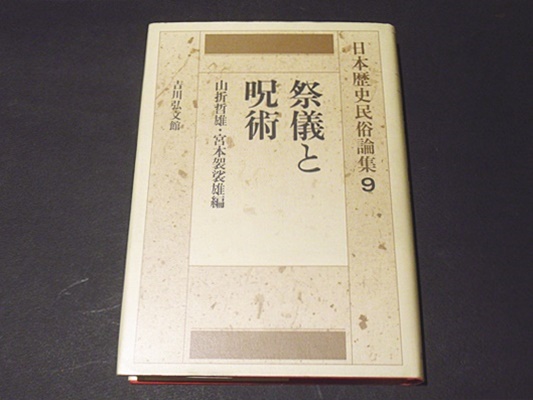 日本歴史民俗論集 9
祭儀と
呪術
山折哲雄・宮本袈裟雄編
吉川弘文館